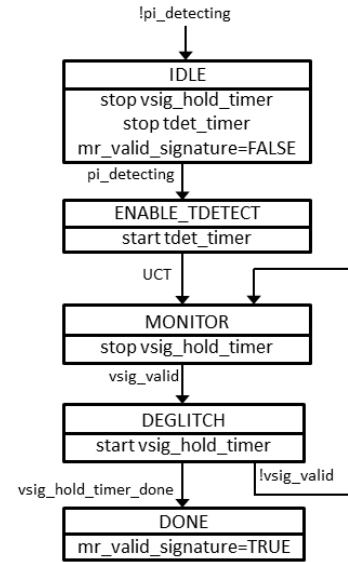 !pi_detecting
IDLE
stop vsig_hold_timer
stop tdet_timer
mr_valid_signature=FALSE
pi_detecting
ENABLE_TDETECT
start tdet_timer
UCT
MONITOR
stop vsig_hold_timer
vsig_valid
DEGLITCH
start vsig_hold_timer
!vsig_valid
vsig_hold_timer_done
DONE
mr_valid_signature=TRUE